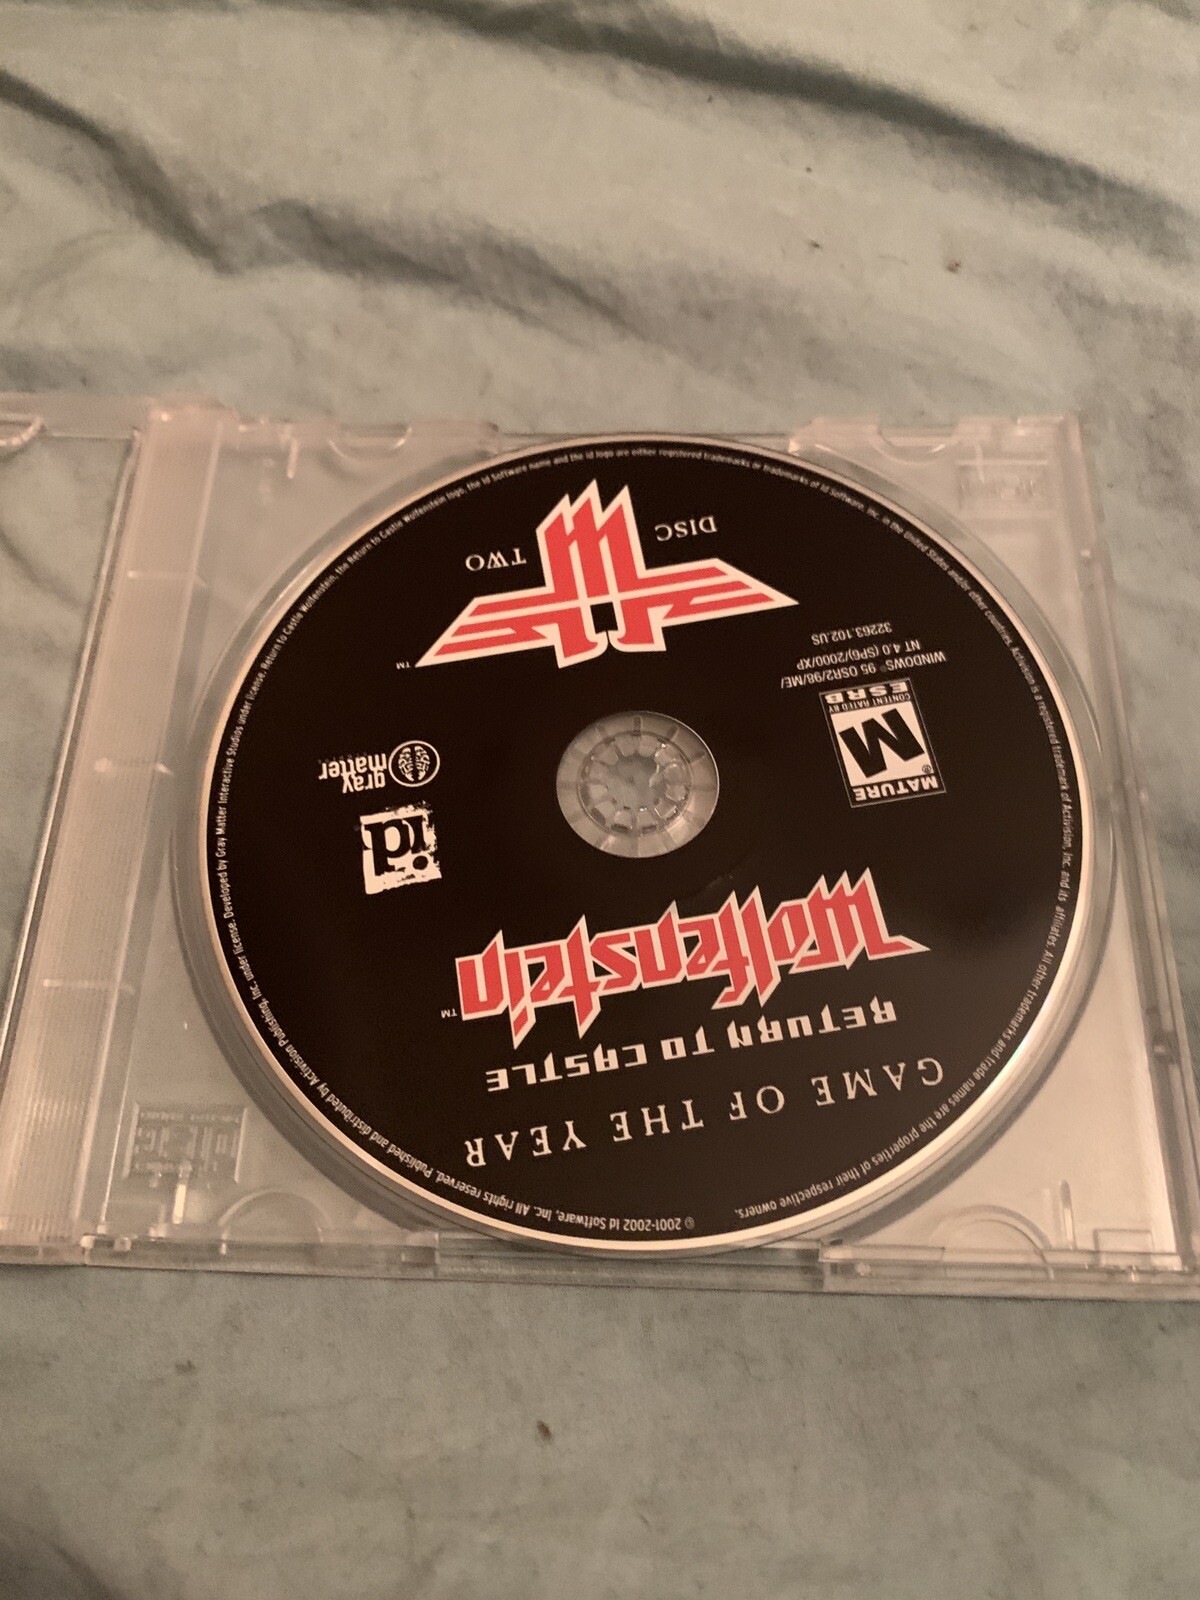 GAME OF THE YEAR
RETURN TO CASTLE
Wolfenstein™
id
gray
matter
MATURE®
M
CONTENT RATED BY
ESRB
WINDOWS® 95 OSR2/98/ME/
NT 4.0 (SP6)/2000/XP
32263.102.US
DISC TWO
™
© 2001-2002 Id Software, Inc. All rights reserved. Published and distributed by Activision Publishing, Inc. under license. Developed by Gray Matter Interactive Studios under license. Return to Castle Wolfenstein, the Return to Castle Wolfenstein logo, the Id Software name and the id logo are either registered trademarks or trademarks of Id Software, Inc. in the United States and/or other countries. Activision is a registered trademark of Activision, Inc. and its affiliates. All other trademarks and trade names are the properties of their respective owners.